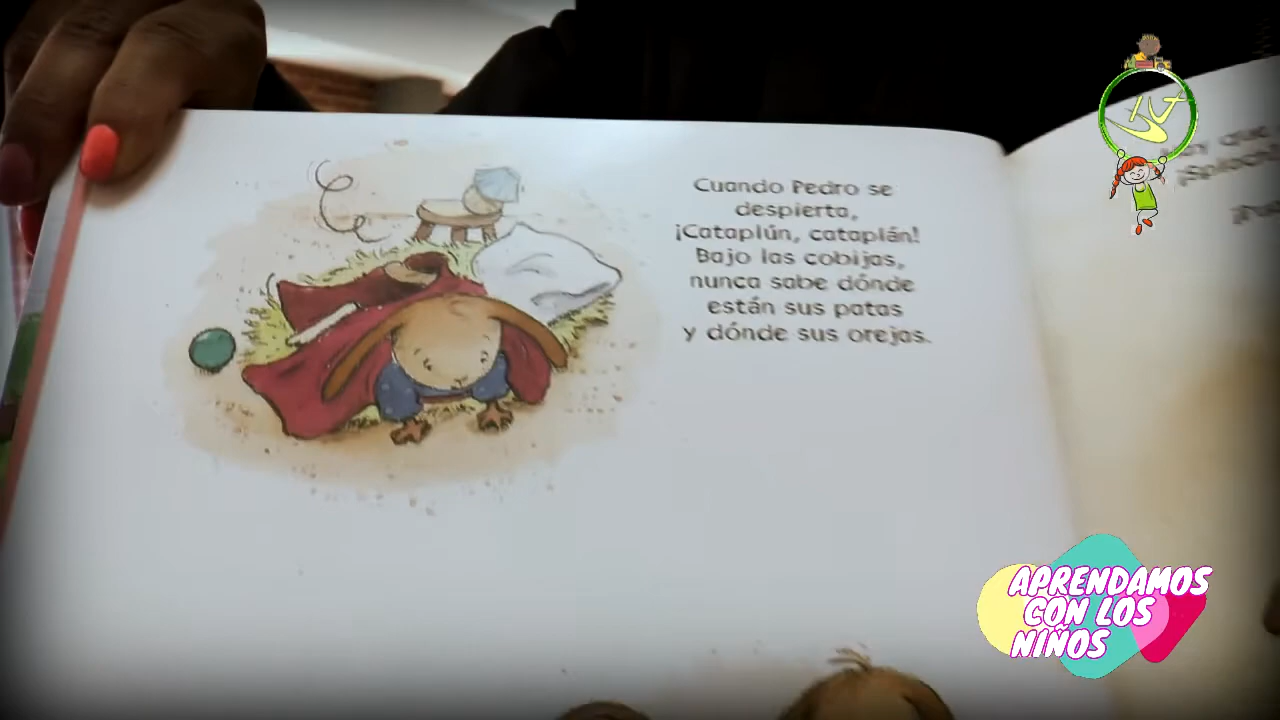 Cuando Pedro se
despierta,
¡Cataplún, cataplán!
Bajo las cobijas,
nunca sabe dónde
están sus patas
y dónde sus orejas.
APRENDAMOS
CON LOS
NIÑOS